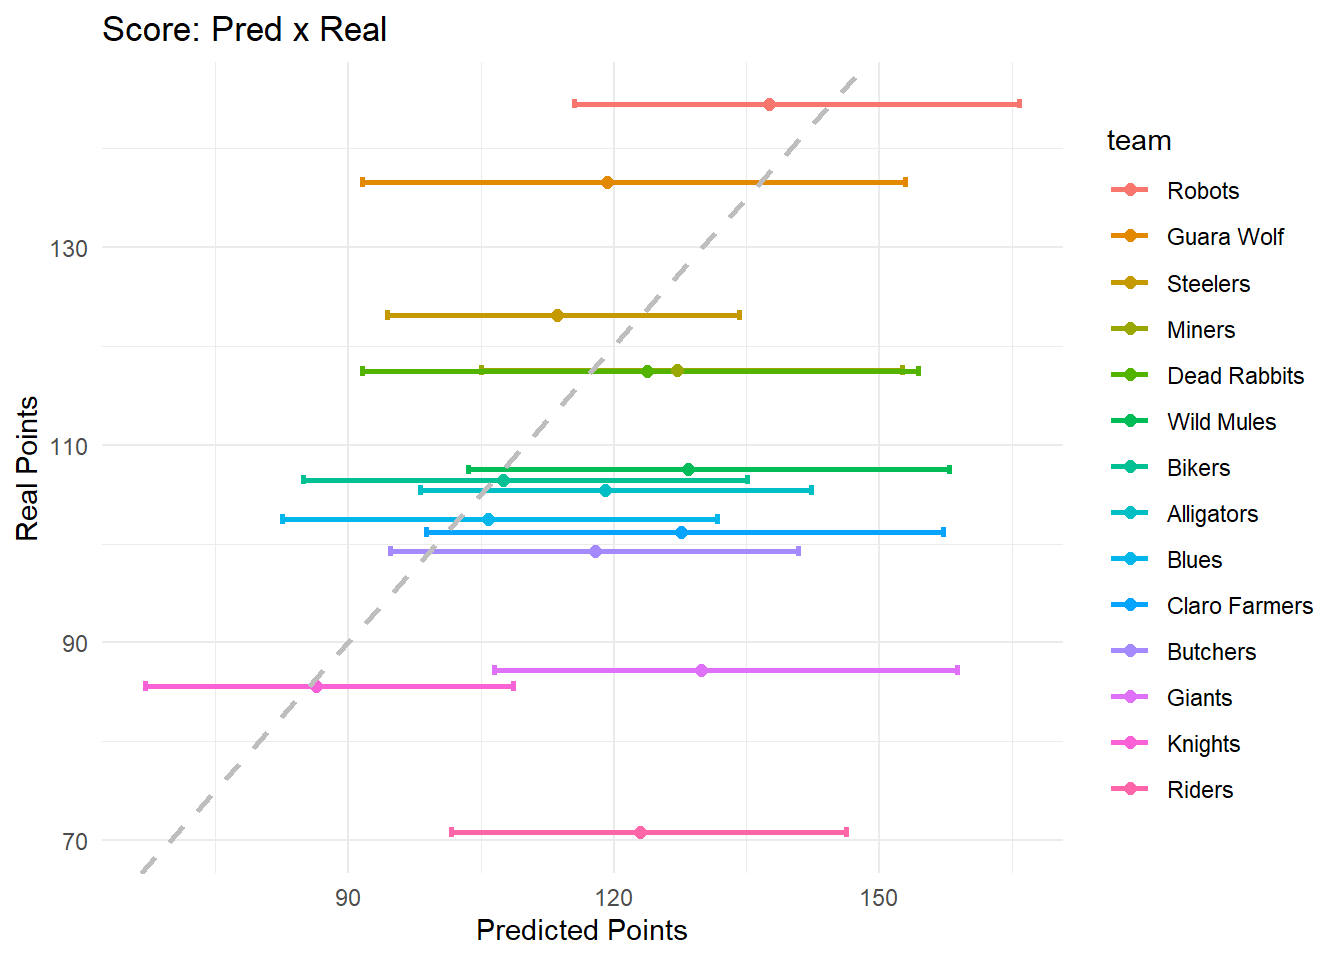 Score: Pred x Real
130
110
90
70
Real Points
90
120
150
Predicted Points
team
Robots
Guara Wolf
Steelers
Miners
Dead Rabbits
Wild Mules
Bikers
Alligators
Blues
Claro Farmers
Butchers
Giants
Knights
Riders